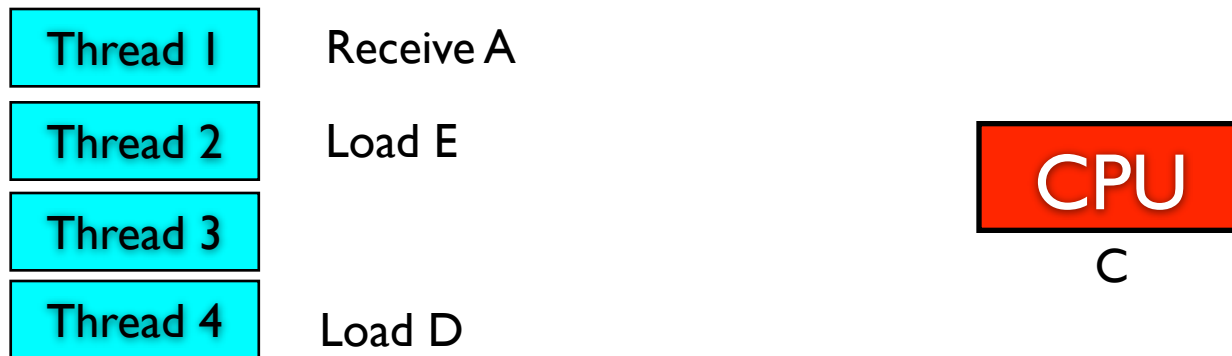 Thread 1 Receive A
Thread 2 Load E
CPU
Thread 3
C
Thread 4 Load D